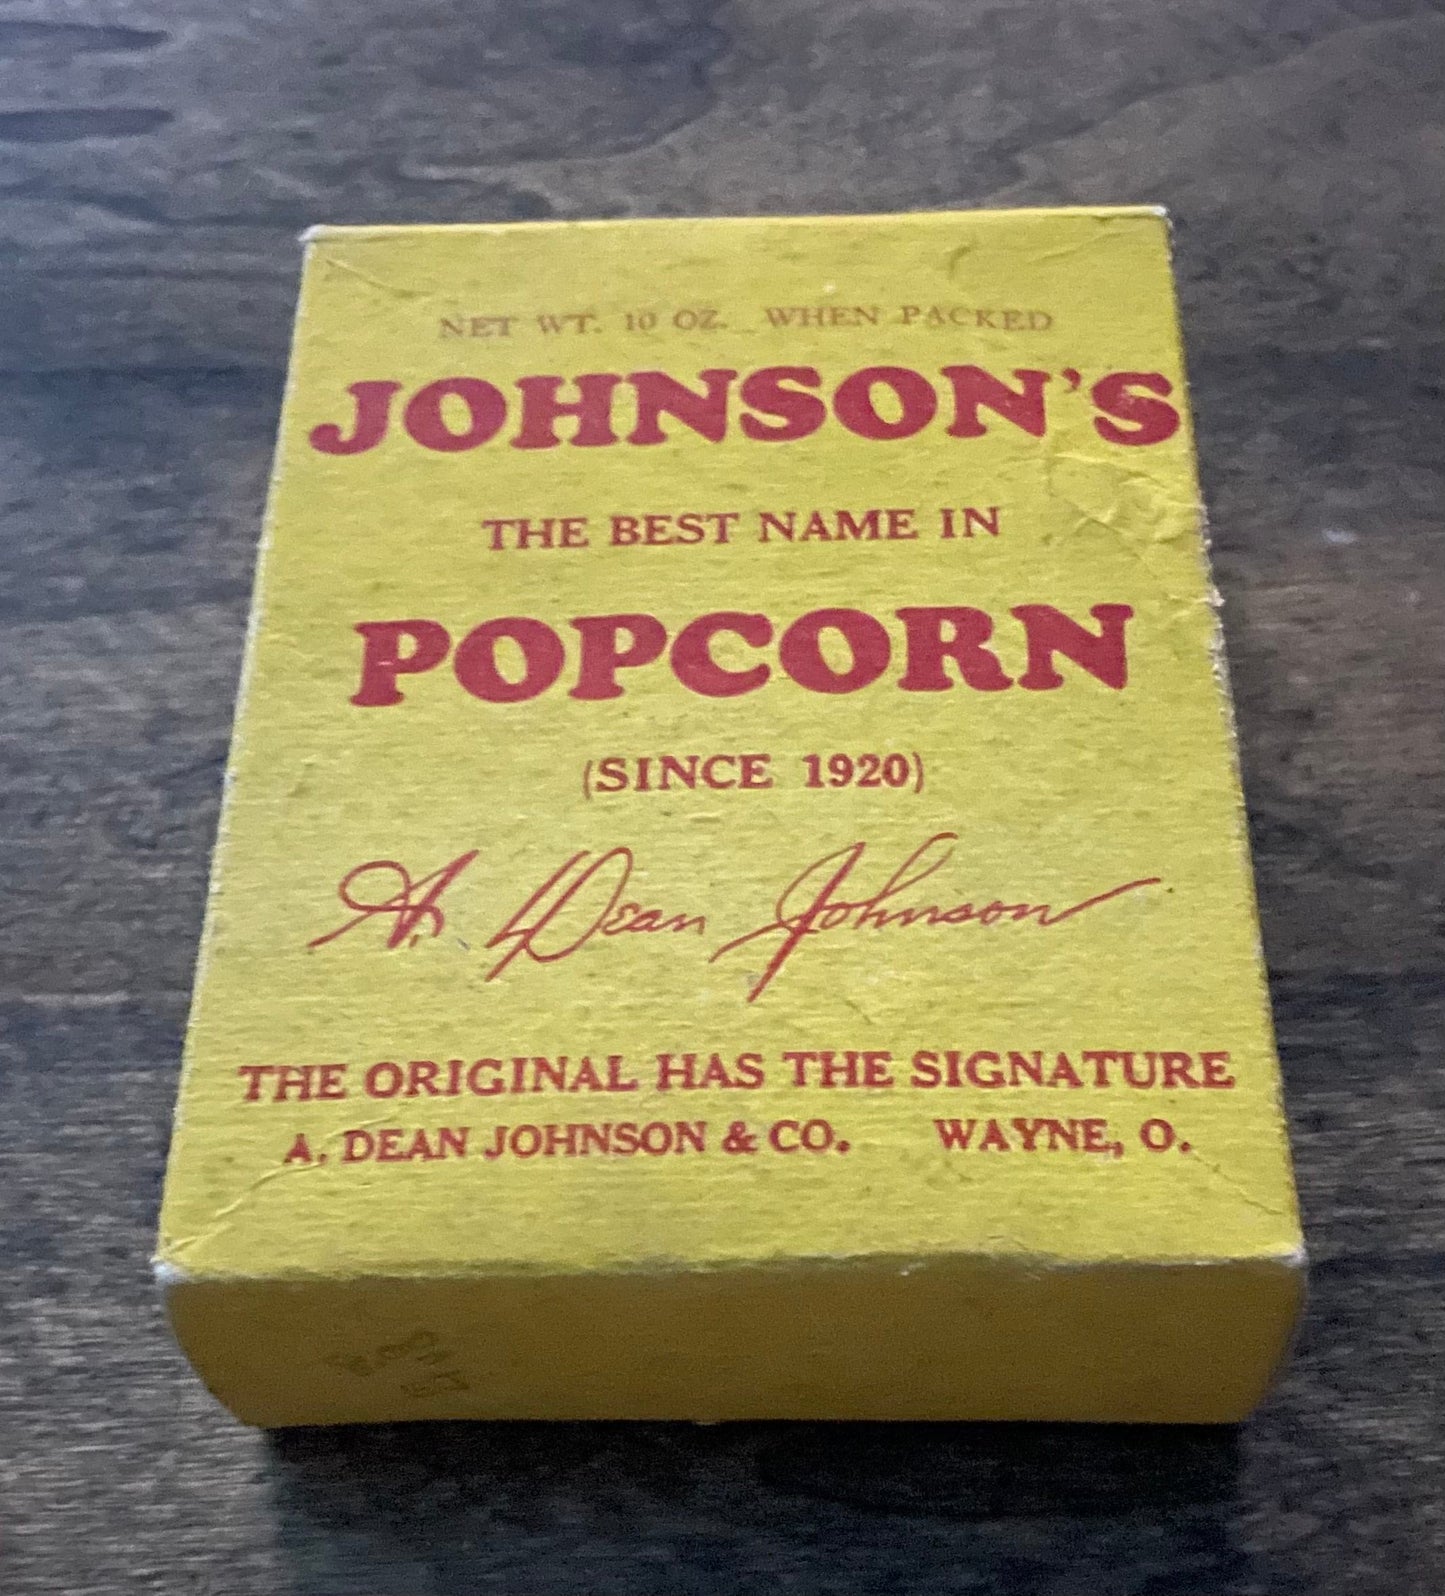 NET WT. 10 OZ. WHEN PACKED
JOHNSON'S
THE BEST NAME IN
POPCORN
(SINCE 1920)
A. Dean Johnson
THE ORIGINAL HAS THE SIGNATURE
A. DEAN JOHNSON & CO. WAYNE, O.